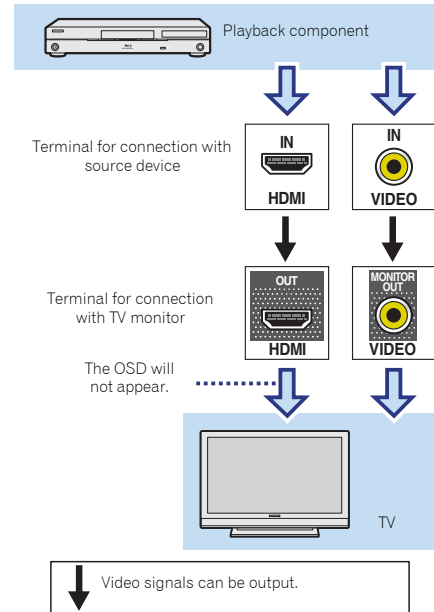 Playback component
Terminal for connection with
source device
IN
HDMI
IN
VIDEO
Terminal for connection
with TV monitor
OUT
HDMI
MONITOR
OUT
VIDEO
The OSD will
not appear.
TV
Video signals can be output.